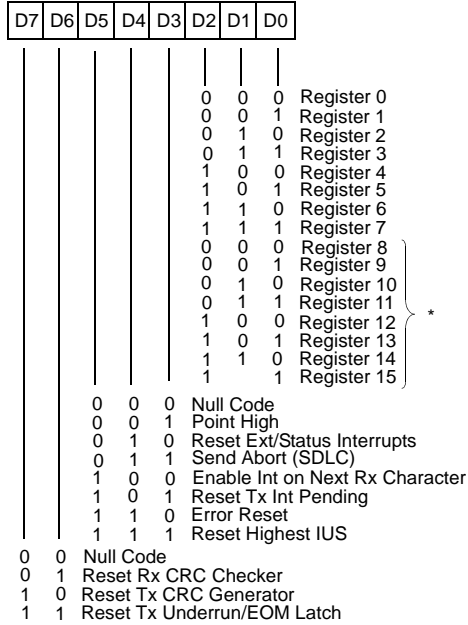 D7 D6 D5 D4 D3 D2 D1 D0
0 0 0 Register 0
0 0 1 Register 1
0 1 0 Register 2
0 1 1 Register 3
1 0 0 Register 4
1 0 1 Register 5
1 1 0 Register 6
1 1 1 Register 7
0 0 0 Register 8
0 0 1 Register 9
0 1 0 Register 10
0 1 1 Register 11 *
1 0 0 Register 12
1 0 1 Register 13
1 1 0 Register 14
1 1 Register 15
0 0 0 Null Code
0 0 1 Point High
0 1 0 Reset Ext/Status Interrupts
0 1 1 Send Abort (SDLC)
1 0 0 Enable Int on Next Rx Character
1 0 1 Reset Tx Int Pending
1 1 0 Error Reset
1 1 1 Reset Highest IUS
0 0 Null Code
0 1 Reset Rx CRC Checker
1 0 Reset Tx CRC Generator
1 1 Reset Tx Underrun/EOM Latch